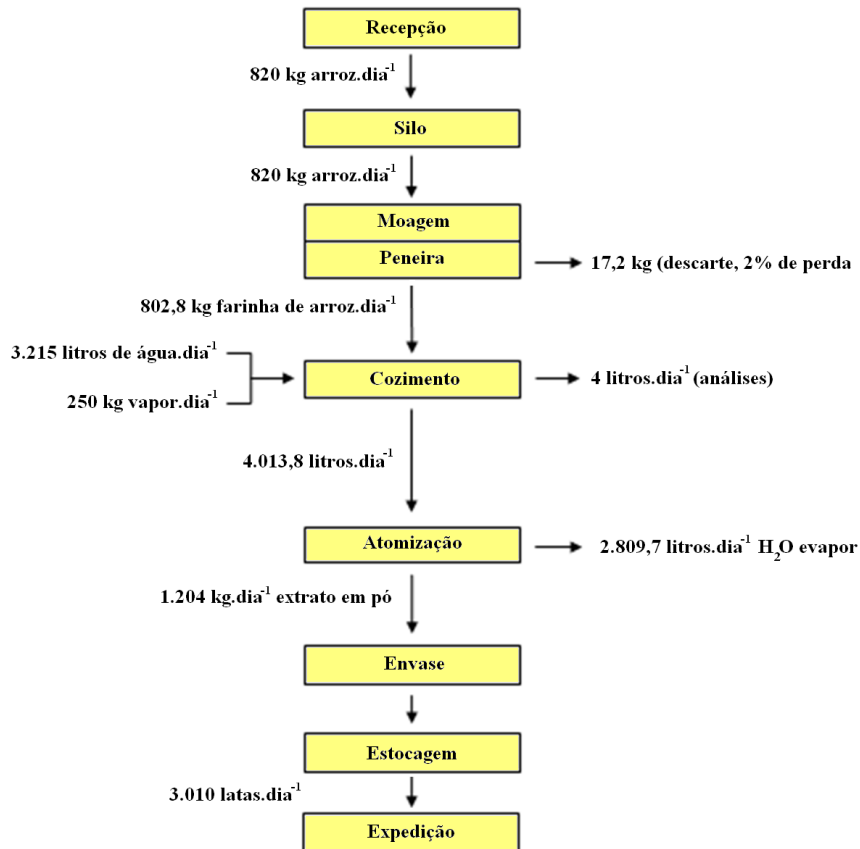 Recepção
820 kg arroz.dia⁻¹
Silo
820 kg arroz.dia⁻¹
Moagem
Peneira
17,2 kg (descarte, 2% de perda
802,8 kg farinha de arroz.dia⁻¹
3.215 litros de água.dia⁻¹
250 kg vapor.dia⁻¹
Cozimento
4 litros.dia⁻¹ (análises)
4.013,8 litros.dia⁻¹
Atomização
2.809,7 litros.dia⁻¹ H₂O evapor
1.204 kg.dia⁻¹ extrato em pó
Envase
Estocagem
3.010 latas.dia⁻¹
Expedição